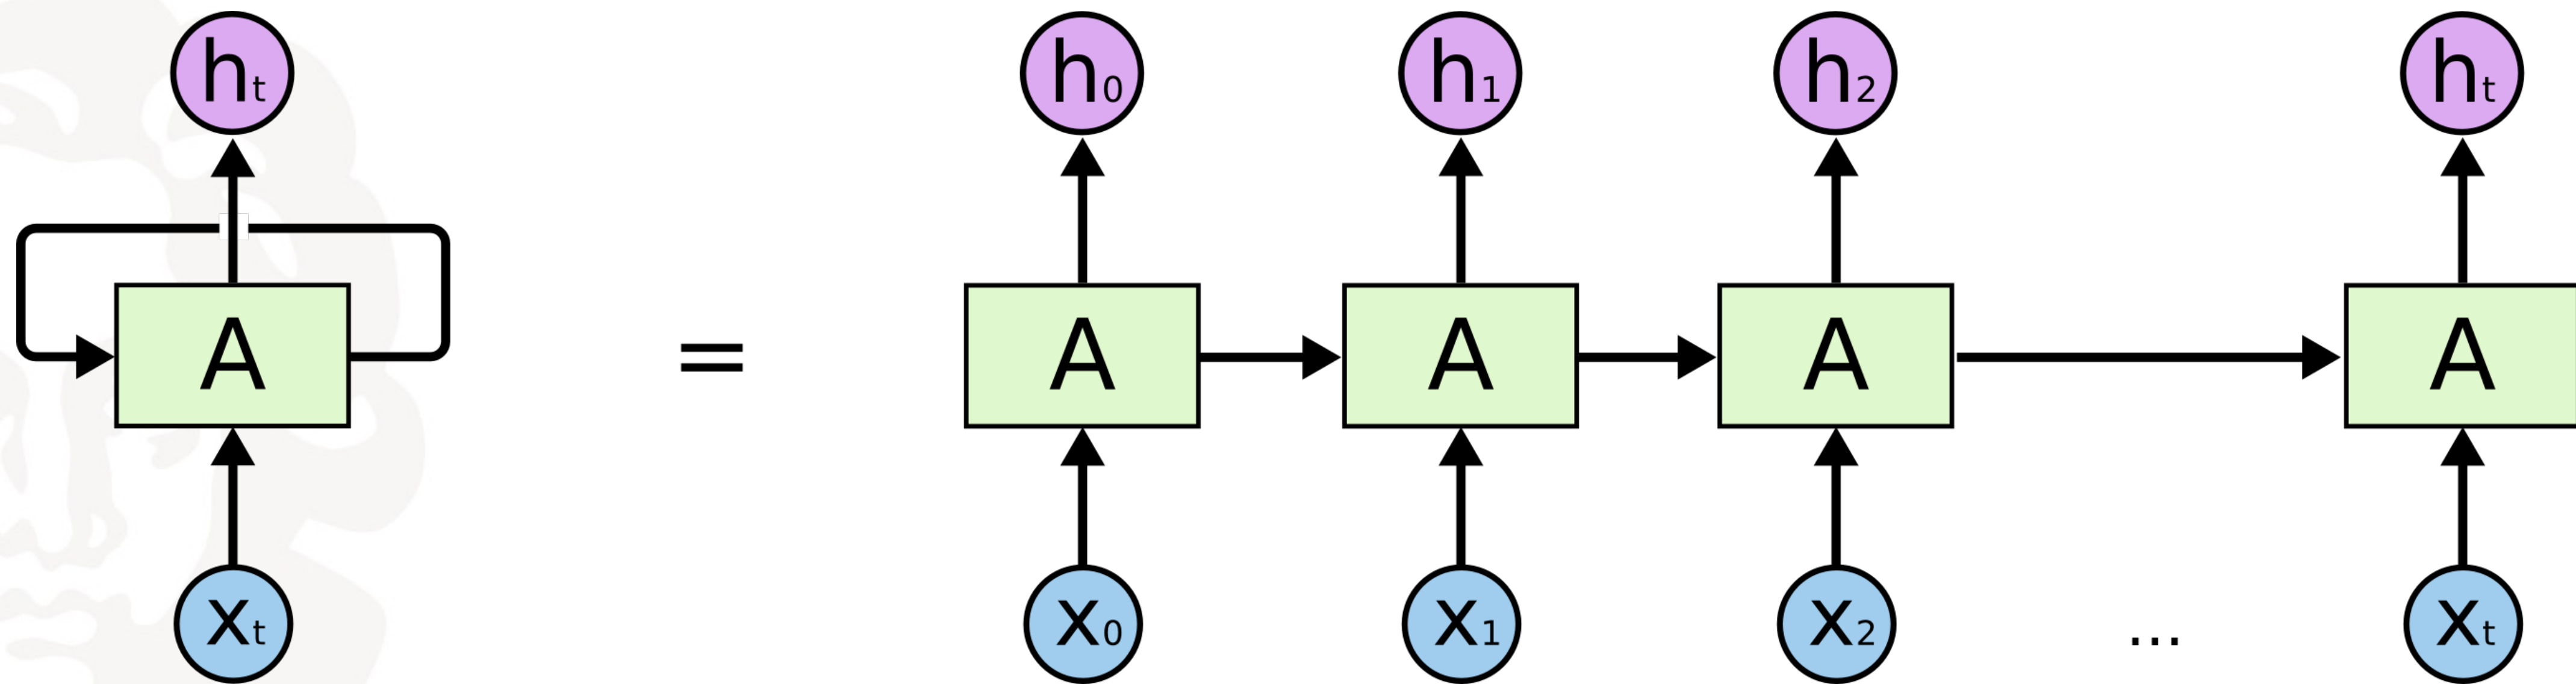 ht h0 h1 h2 ht
A = A A A A
xt x0 x1 x2 ... xt